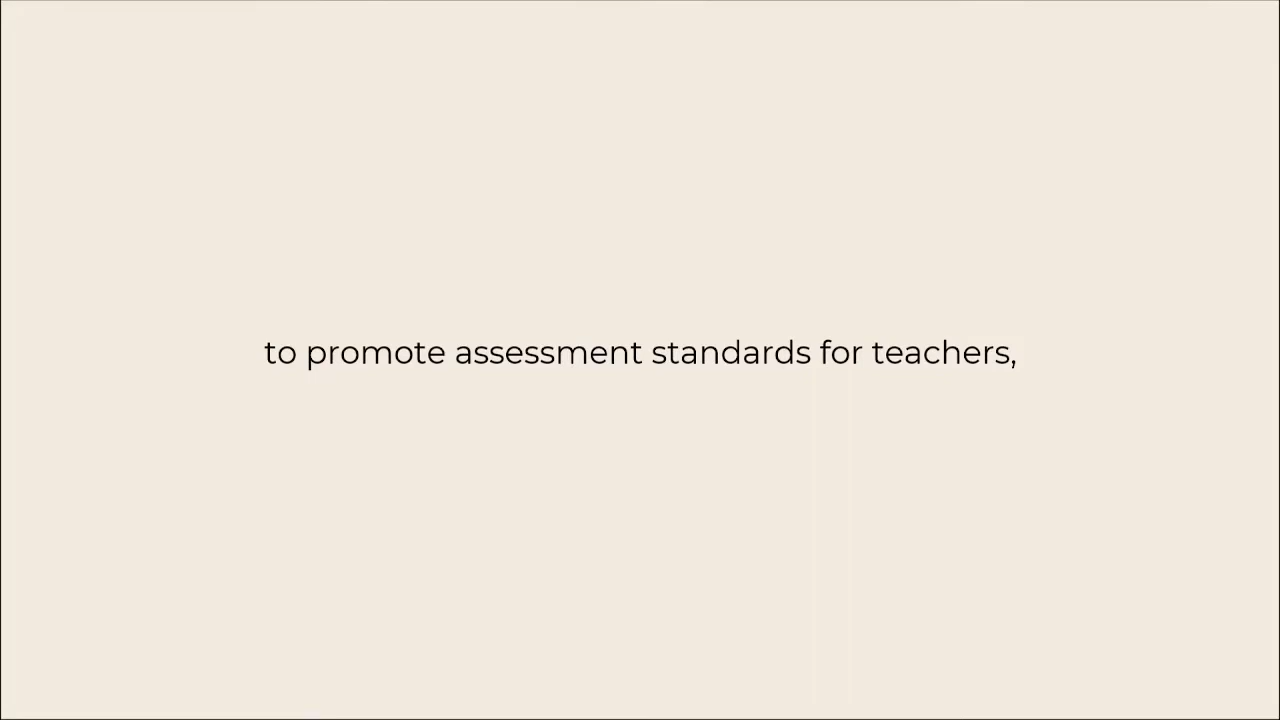 to promote assessment standards for teachers,